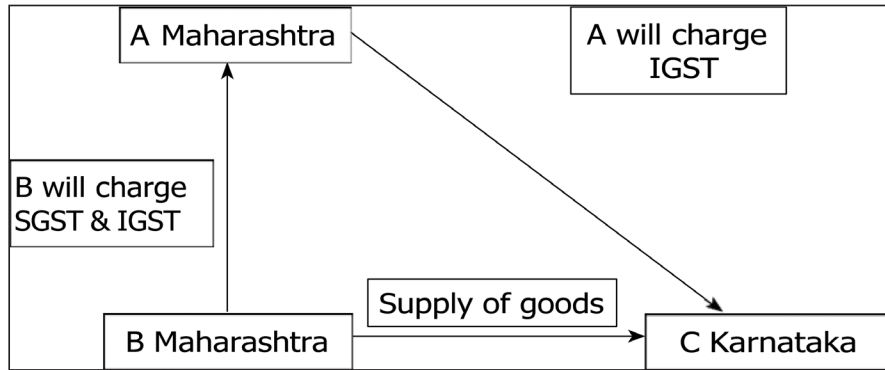 A Maharashtra
A will charge
IGST
B will charge
SGST & IGST
Supply of goods
B Maharashtra
C Karnataka